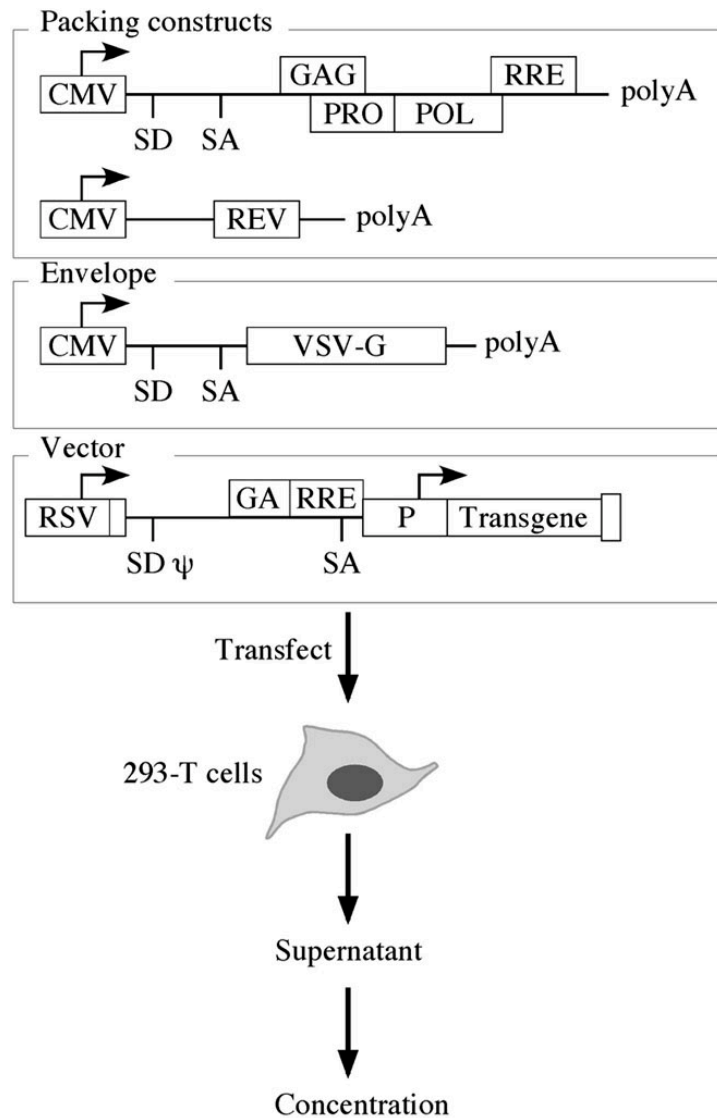 Packing constructs
GAG RRE
CMV polyA
PRO POL
SD SA
CMV REV polyA
Envelope
CMV VSV-G polyA
SD SA
Vector
GA RRE
RSV P Transgene
SD ψ SA
Transfect
293-T cells
Supernatant
Concentration